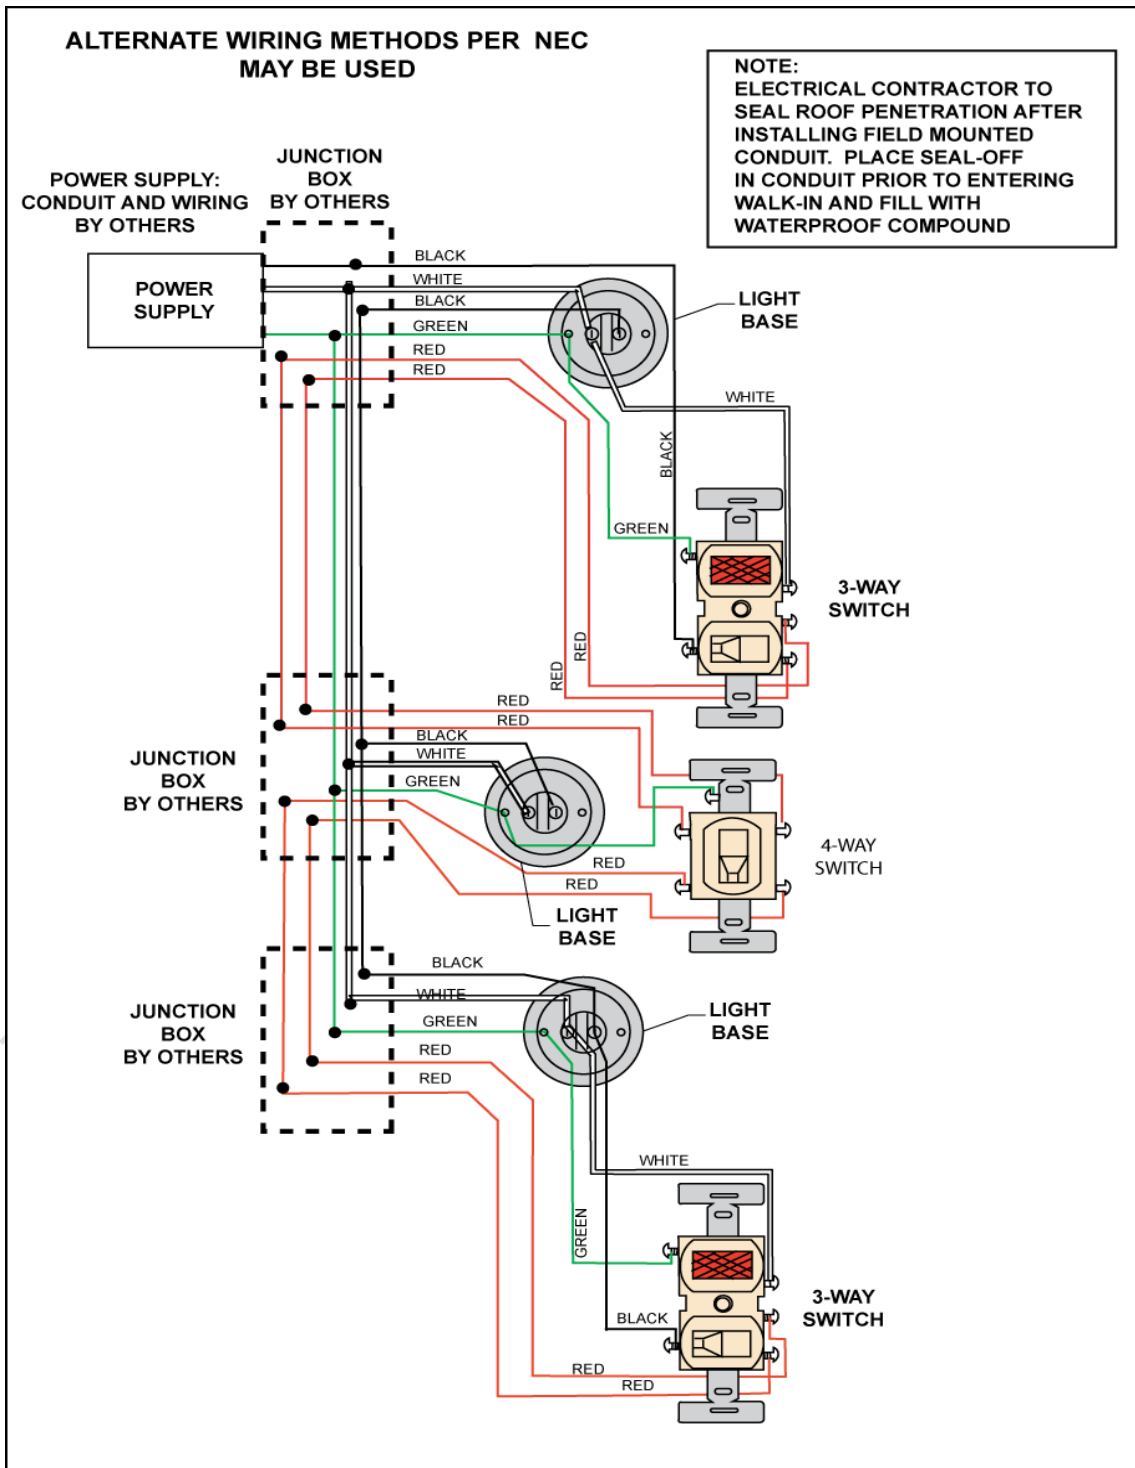 ALTERNATE WIRING METHODS PER NEC
MAY BE USED
NOTE:
ELECTRICAL CONTRACTOR TO
SEAL ROOF PENETRATION AFTER
INSTALLING FIELD MOUNTED
CONDUIT. PLACE SEAL-OFF
IN CONDUIT PRIOR TO ENTERING
WALK-IN AND FILL WITH
WATERPROOF COMPOUND
JUNCTION
BOX
BY OTHERS
POWER SUPPLY:
CONDUIT AND WIRING
BY OTHERS
POWER
SUPPLY
BLACK
WHITE
BLACK
GREEN
RED
RED
LIGHT
BASE
WHITE
BLACK
GREEN
3-WAY
SWITCH
RED
RED
RED
RED
BLACK
WHITE
GREEN
JUNCTION
BOX
BY OTHERS
4-WAY
SWITCH
RED
RED
LIGHT
BASE
BLACK
WHITE
GREEN
RED
RED
JUNCTION
BOX
BY OTHERS
LIGHT
BASE
WHITE
GREEN
BLACK
3-WAY
SWITCH
RED
RED